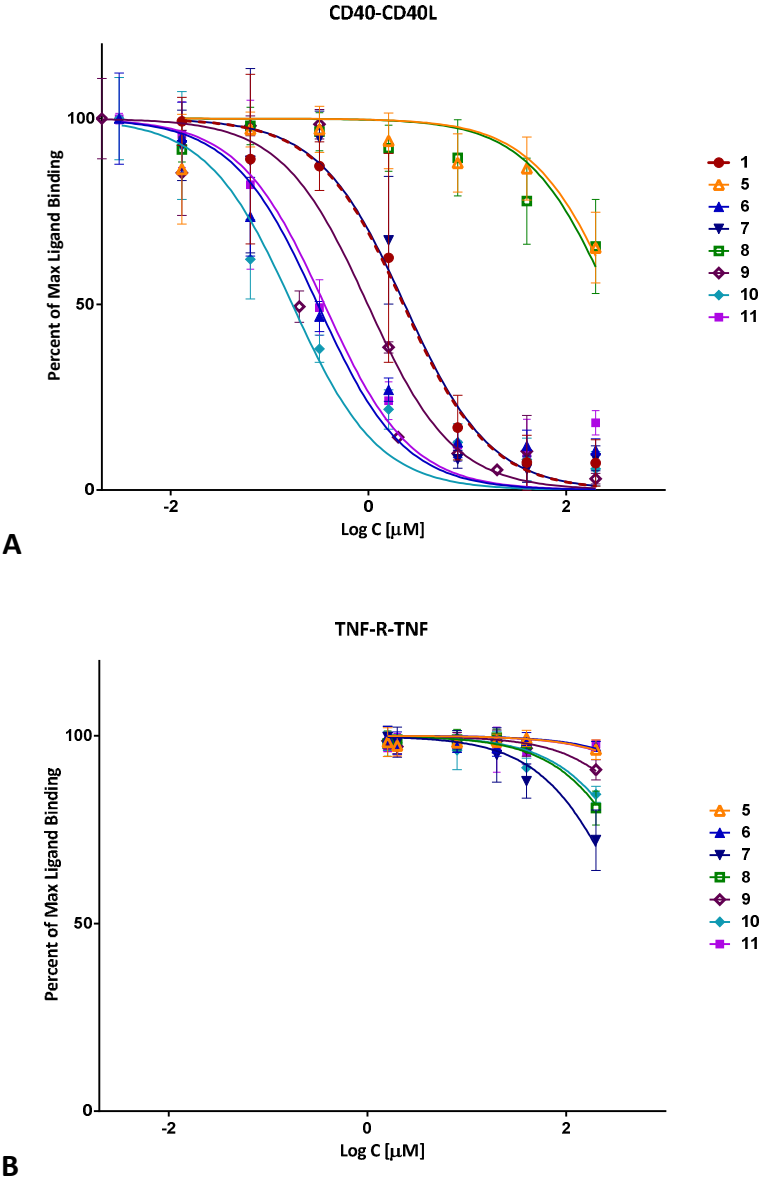 CD40-CD40L
Percent of Max Ligand Binding
100
50
0
-2 0 2
Log C [μM]
1
5
6
7
8
9
10
11
A
TNF-R-TNF
Percent of Max Ligand Binding
100
50
0
-2 0 2
Log C [μM]
5
6
7
8
9
10
11
B